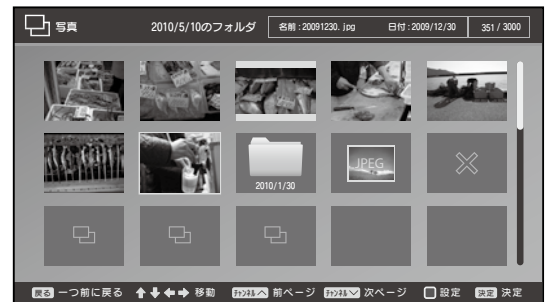 写真 2010/5/10のフォルダ 名前：20091230. jpg 日付：2009/12/30 351 / 3000
2010/1/30
JPEG
戻る 一つ前に戻る 移動 ﾁｬﾝﾈﾙ 前ページ ﾁｬﾝﾈﾙ 次ページ 設定 決定 決定